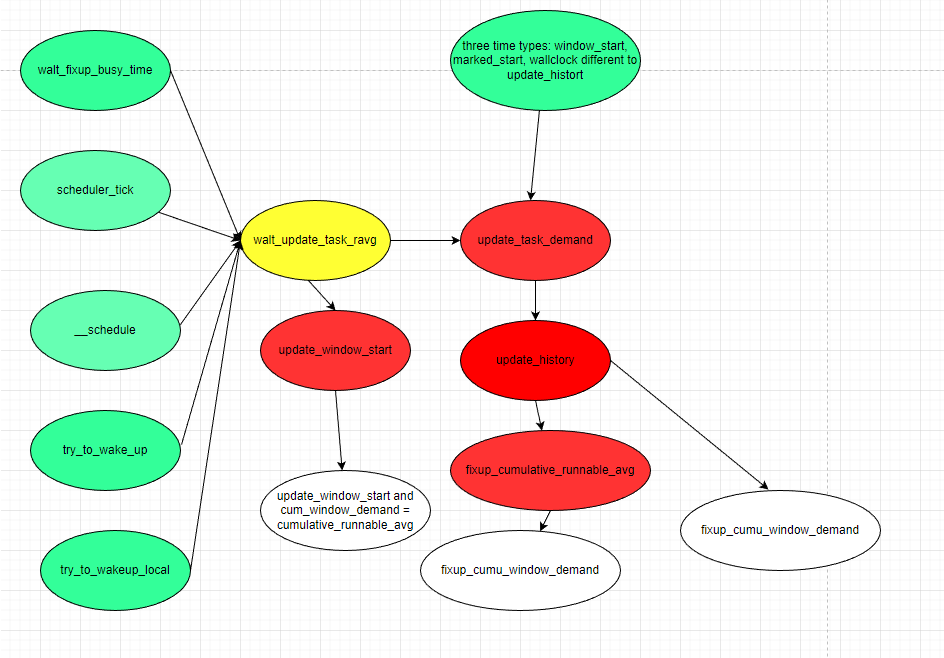 three time types: window_start,
marked_start, wallclock different to
update_histort
walt_fixup_busy_time
scheduler_tick
walt_update_task_ravg
update_task_demand
__schedule
update_window_start
update_history
try_to_wake_up
fixup_cumulative_runnable_avg
update_window_start and
cum_window_demand =
cumulative_runnable_avg
fixup_cumu_window_demand
try_to_wakeup_local
fixup_cumu_window_demand